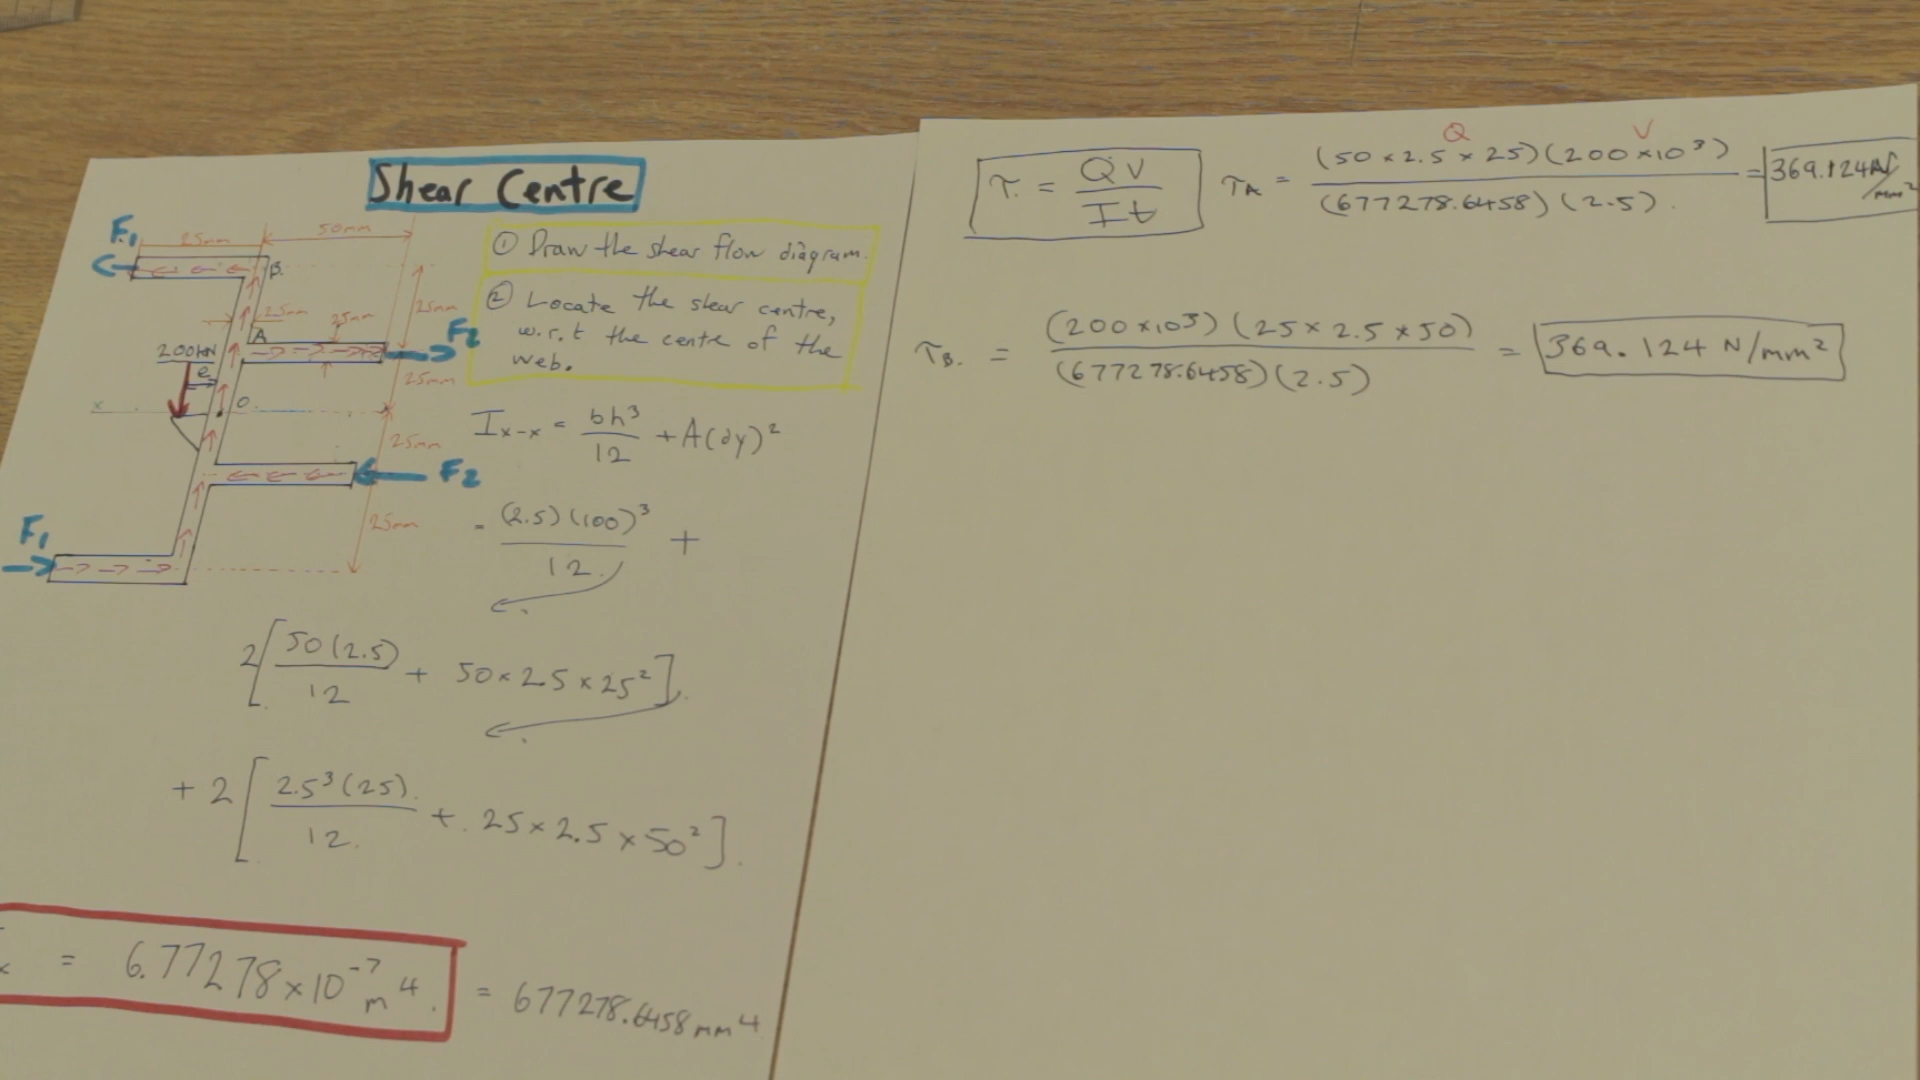 Shear Centre
F1
25mm
50mm
① Draw the shear flow diagram.
B
② Locate the shear centre,
w.r.t the centre of the
web.
25mm
2.5mm
25mm
F2
A
200kN
e
25mm
x
O
25mm
F2
25mm
F1
Ix-x = bh³/12 + A(dy)²
= (2.5)(100)³/12 +
2[50(2.5)/12 + 50×2.5×25²].
+ 2[2.5³(25)/12. + 25×2.5×50²].
= 6.77278×10⁻⁷ m⁴. = 677278.6458mm⁴
τ = QV/It
Q V
τA = (50×2.5×25)(200×10³)/(677278.6458)(2.5). = 369.124N/mm²
τB. = (200×10³)(25×2.5×50)/(677278.6458)(2.5) = 369.124 N/mm²